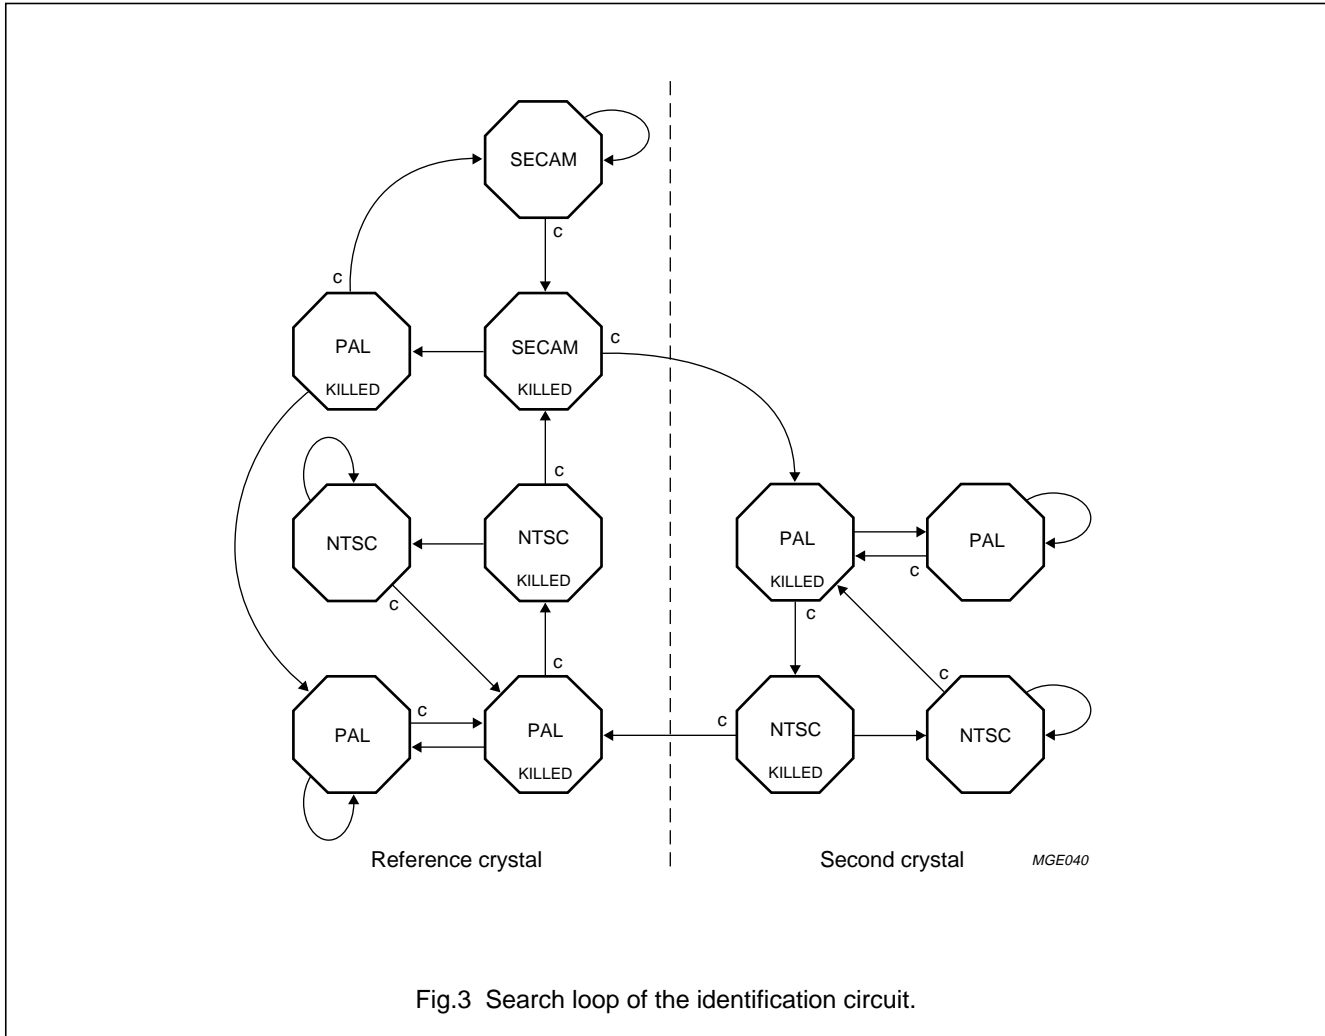 SECAM
c
c
PAL
KILLED
SECAM
KILLED
c
c
NTSC
NTSC
KILLED
PAL
KILLED
PAL
c
c
c
c
c
PAL
c
PAL
KILLED
c
NTSC
KILLED
NTSC
Reference crystal
Second crystal
MGE040
Fig.3 Search loop of the identification circuit.